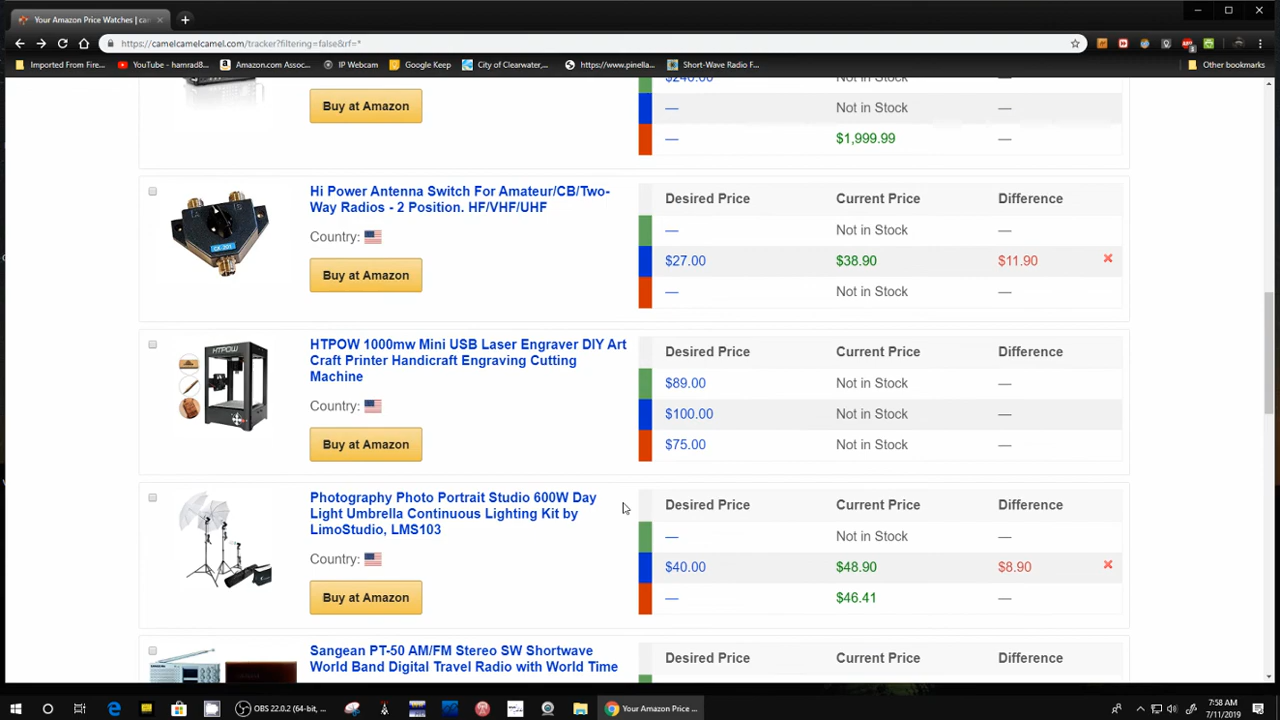 Your Amazon Price Watches | ca
https://camelcamelcamel.com/tracker?filtering=false&rf=*
Imported From Fire...
YouTube - hamrad8...
Amazon.com Assoc...
IP Webcam
Google Keep
City of Clearwater,...
https://www.pinella...
Short-Wave Radio F...
Other bookmarks
$240.00 Not in Stock —
Buy at Amazon
— Not in Stock —
— $1,999.99 —
Hi Power Antenna Switch For Amateur/CB/Two-
Way Radios - 2 Position. HF/VHF/UHF
Country:
Buy at Amazon
Desired Price Current Price Difference
— Not in Stock —
$27.00 $38.90 $11.90
— Not in Stock —
HTPOW
HTPOW 1000mw Mini USB Laser Engraver DIY Art
Craft Printer Handicraft Engraving Cutting
Machine
Country:
Buy at Amazon
Desired Price Current Price Difference
$89.00 Not in Stock —
$100.00 Not in Stock —
$75.00 Not in Stock —
Photography Photo Portrait Studio 600W Day
Light Umbrella Continuous Lighting Kit by
LimoStudio, LMS103
Country:
Buy at Amazon
Desired Price Current Price Difference
— Not in Stock —
$40.00 $48.90 $8.90
— $46.41 —
Sangean PT-50 AM/FM Stereo SW Shortwave
World Band Digital Travel Radio with World Time
Desired Price Current Price Difference
OBS 22.0.2 (64-bit, ...
Your Amazon Price ...
7:58 AM
7/11/2019